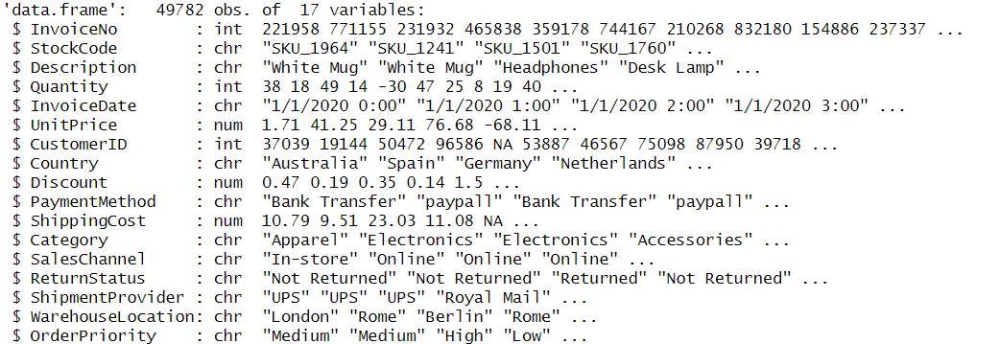 'data.frame':	49782 obs. of  17 variables:
 $ InvoiceNo        : int  221958 771155 231932 465838 359178 744167 210268 832180 154886 237337 ...
 $ StockCode        : chr  "SKU_1964" "SKU_1241" "SKU_1501" "SKU_1760" ...
 $ Description      : chr  "White Mug" "White Mug" "Headphones" "Desk Lamp" ...
 $ Quantity         : int  38 18 49 14 -30 47 25 8 19 40 ...
 $ InvoiceDate      : chr  "1/1/2020 0:00" "1/1/2020 1:00" "1/1/2020 2:00" "1/1/2020 3:00" ...
 $ UnitPrice        : num  1.71 41.25 29.11 76.68 -68.11 ...
 $ CustomerID       : int  37039 19144 50472 96586 NA 53887 46567 75098 87950 39718 ...
 $ Country          : chr  "Australia" "Spain" "Germany" "Netherlands" ...
 $ Discount         : num  0.47 0.19 0.35 0.14 1.5 ...
 $ PaymentMethod    : chr  "Bank Transfer" "paypall" "Bank Transfer" "paypall" ...
 $ ShippingCost     : num  10.79 9.51 23.03 11.08 NA ...
 $ Category         : chr  "Apparel" "Electronics" "Electronics" "Accessories" ...
 $ SalesChannel     : chr  "In-store" "Online" "Online" "Online" ...
 $ ReturnStatus     : chr  "Not Returned" "Not Returned" "Returned" "Not Returned" ...
 $ ShipmentProvider : chr  "UPS" "UPS" "UPS" "Royal Mail" ...
 $ WarehouseLocation: chr  "London" "Rome" "Berlin" "Rome" ...
 $ OrderPriority    : chr  "Medium" "Medium" "High" "Low" ...